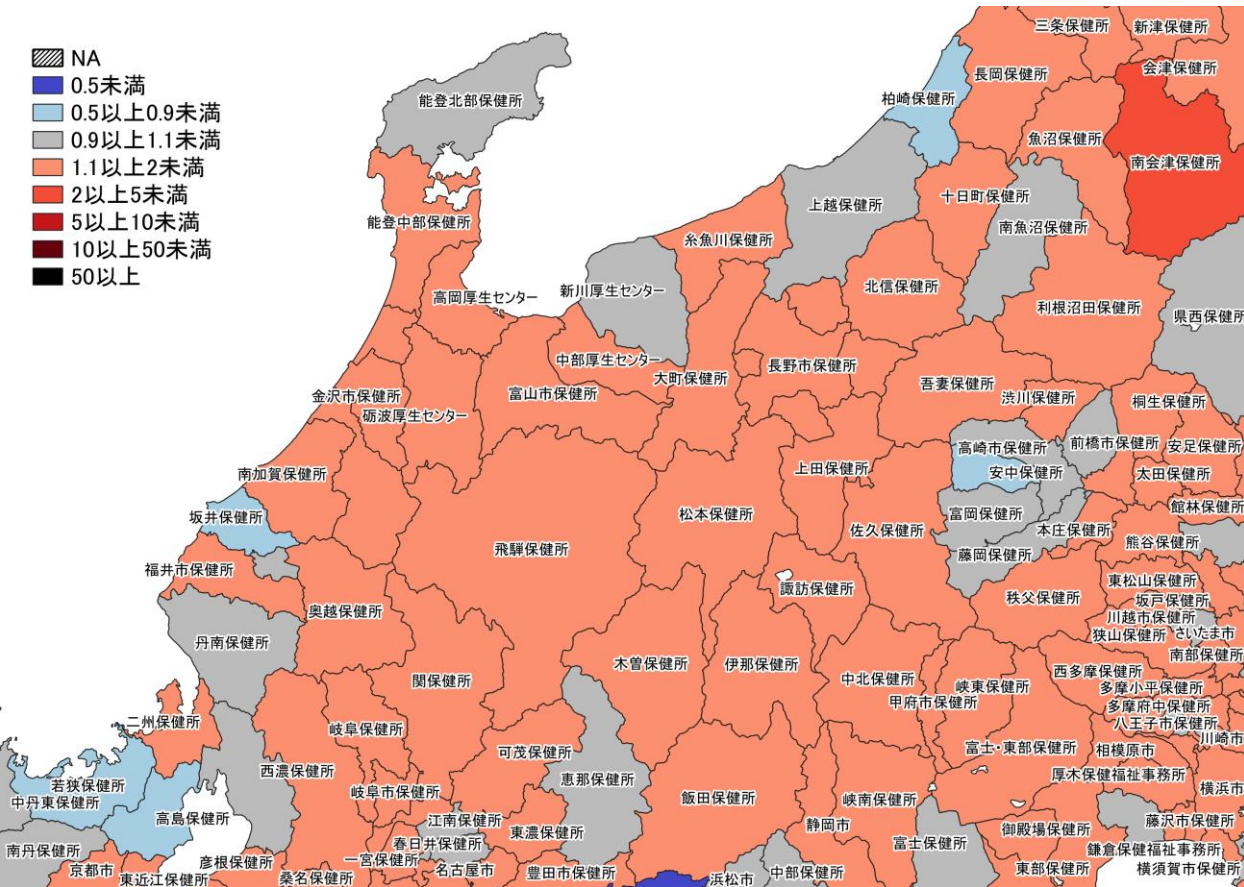 NA
0.5未満
0.5以上0.9未満
0.9以上1.1未満
1.1以上2未満
2以上5未満
5以上10未満
10以上50未満
50以上
三条保健所
新津保健所
長岡保健所
会津保健所
能登北部保健所
柏崎保健所
魚沼保健所
南会津保健所
上越保健所
十日町保健所
能登中部保健所
南魚沼保健所
糸魚川保健所
新川厚生センター
北信保健所
高岡厚生センター
利根沼田保健所
県西保健所
中部厚生センター
長野市保健所
大町保健所
吾妻保健所
金沢市保健所
富山市保健所
渋川保健所
桐生保健所
砺波厚生センター
高崎市保健所
前橋市保健所
安足保健所
南加賀保健所
上田保健所
安中保健所
太田保健所
坂井保健所
松本保健所
富岡保健所
館林保健所
佐久保健所
本庄保健所
飛騨保健所
熊谷保健所
藤岡保健所
福井市保健所
東松山保健所
諏訪保健所
秩父保健所
坂戸保健所
奥越保健所
川越市保健所
狭山保健所
さいたま市
丹南保健所
南部保健所
木曽保健所
伊那保健所
西多摩保健所
関保健所
中北保健所
峡東保健所
多摩小平保健所
甲府市保健所
多摩府中保健所
二州保健所
八王子市保健所
岐阜保健所
川崎市
可茂保健所
富士・東部保健所
相模原市
西濃保健所
恵那保健所
厚木保健福祉事務所
若狭保健所
岐阜市保健所
飯田保健所
峡南保健所
横浜市
中丹東保健所
高島保健所
江南保健所
静岡市
藤沢市保健所
東濃保健所
御殿場保健所
春日井保健所
富士保健所
南丹保健所
鎌倉保健福祉事務所
彦根保健所
一宮保健所
京都市
名古屋市
豊田市保健所
中部保健所
東部保健所
横須賀市保健所
東近江保健所
桑名保健所
浜松市